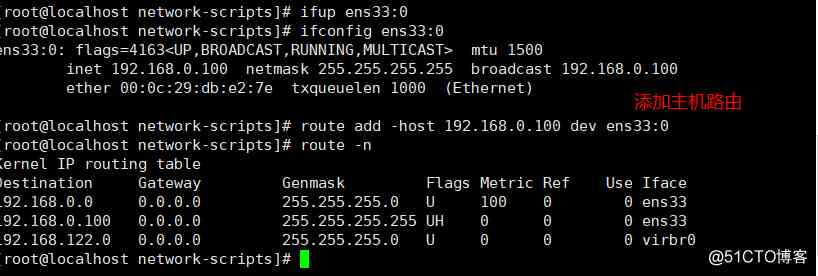 [root@localhost network-scripts]# ifup ens33:0
[root@localhost network-scripts]# ifconfig ens33:0
ens33:0: flags=4163<UP,BROADCAST,RUNNING,MULTICAST>  mtu 1500
        inet 192.168.0.100  netmask 255.255.255.255  broadcast 192.168.0.100
        ether 00:0c:29:db:e2:7e  txqueuelen 1000  (Ethernet)
添加主机路由
[root@localhost network-scripts]# route add -host 192.168.0.100 dev ens33:0
[root@localhost network-scripts]# route -n
Kernel IP routing table
Destination     Gateway         Genmask         Flags Metric Ref    Use Iface
192.168.0.0     0.0.0.0         255.255.255.0   U     100    0        0 ens33
192.168.0.100   0.0.0.0         255.255.255.255 UH    0      0        0 ens33
192.168.122.0   0.0.0.0         255.255.255.0   U     0      0        0 virbr0
[root@localhost network-scripts]#
@51CTO博客